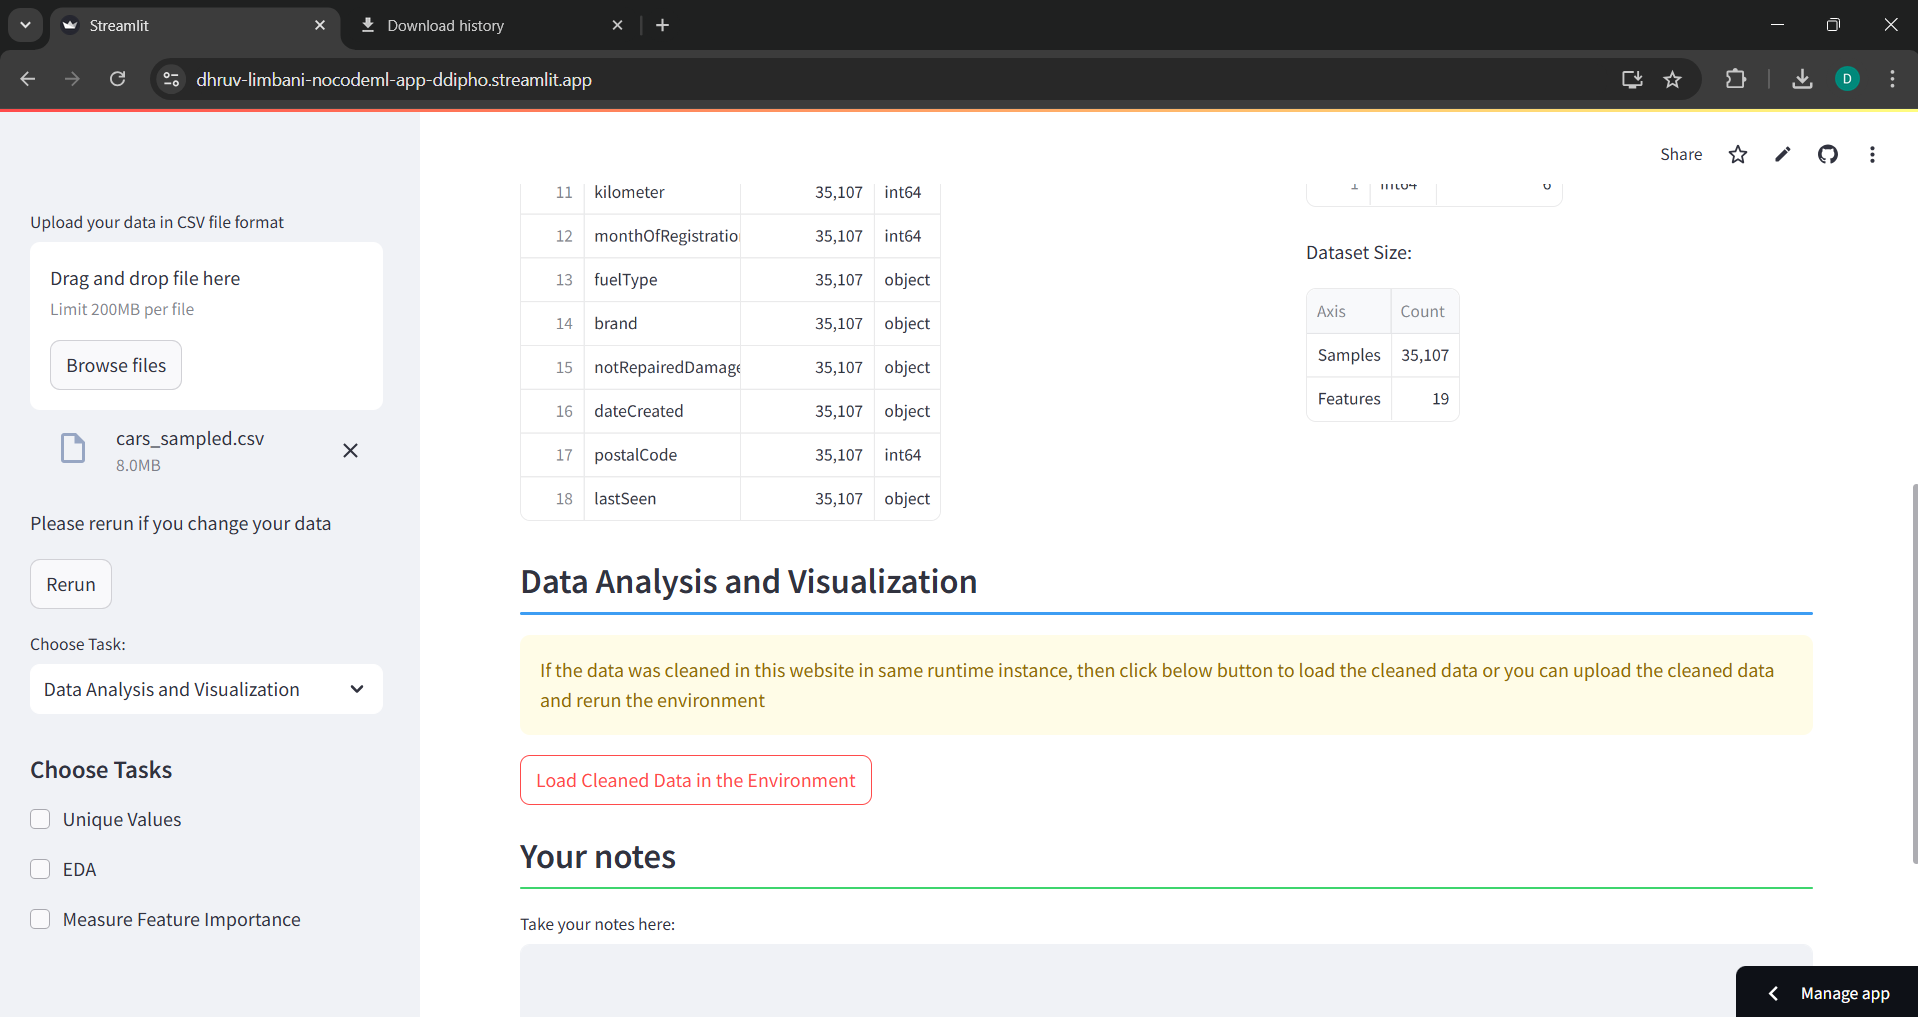 Streamlit
Download history
dhruv-limbani-nocodeml-app-ddipho.streamlit.app
D
Share
Upload your data in CSV file format
Drag and drop file here
Limit 200MB per file
Browse files
cars_sampled.csv
8.0MB
Please rerun if you change your data
Rerun
Choose Task:
Data Analysis and Visualization
Choose Tasks
Unique Values
EDA
Measure Feature Importance
11 kilometer 35,107 int64
12 monthOfRegistratio 35,107 int64
13 fuelType 35,107 object
14 brand 35,107 object
15 notRepairedDamage 35,107 object
16 dateCreated 35,107 object
17 postalCode 35,107 int64
18 lastSeen 35,107 object
1 int64 6
Dataset Size:
Axis Count
Samples 35,107
Features 19
Data Analysis and Visualization
If the data was cleaned in this website in same runtime instance, then click below button to load the cleaned data or you can upload the cleaned data
and rerun the environment
Load Cleaned Data in the Environment
Your notes
Take your notes here:
Manage app